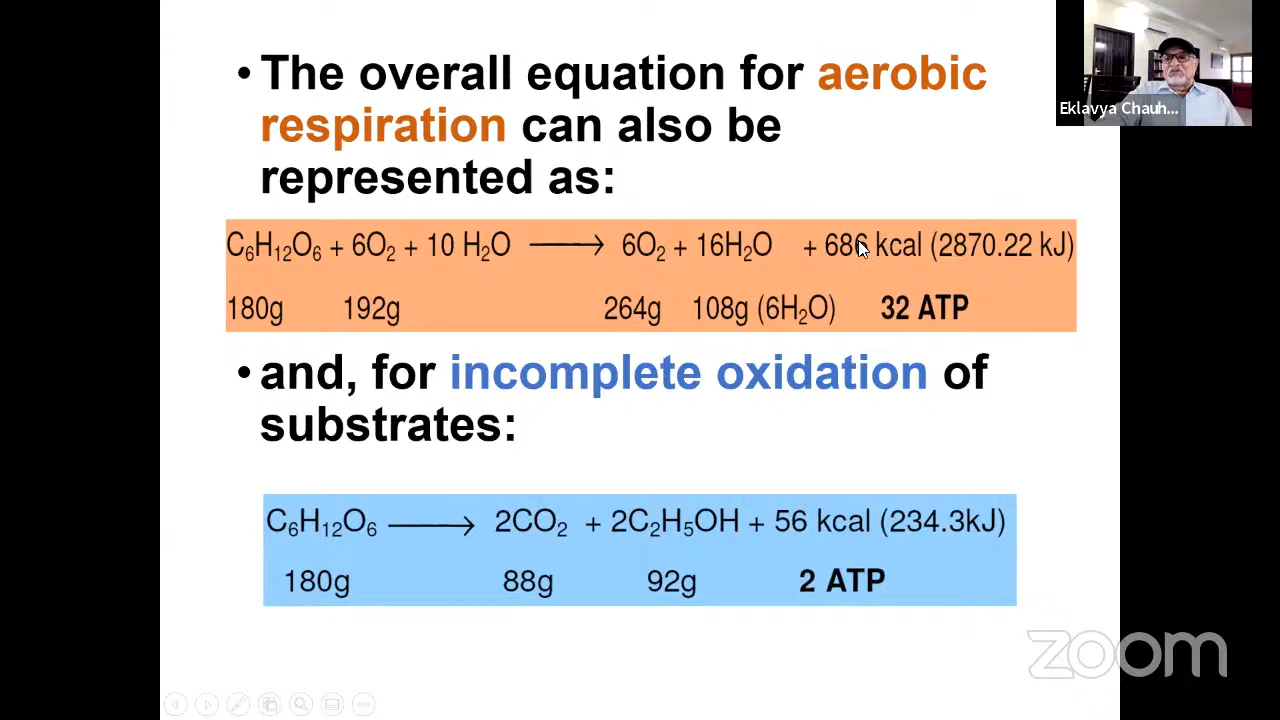 • The overall equation for aerobic
respiration can also be
represented as:
C₆H₁₂O₆ + 6O₂ + 10 H₂O ⟶ 6O₂ + 16H₂O + 686 kcal (2870.22 kJ)
180g 192g 264g 108g (6H₂O) 32 ATP
• and, for incomplete oxidation of
substrates:
C₆H₁₂O₆ ⟶ 2CO₂ + 2C₂H₅OH + 56 kcal (234.3kJ)
180g 88g 92g 2 ATP
Eklavya Chauh...
zoom